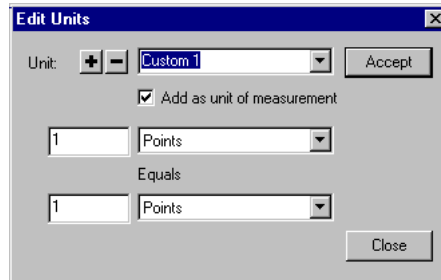 Edit Units
Unit: Custom 1 Accept
Add as unit of measurement
1 Points
Equals
1 Points
Close